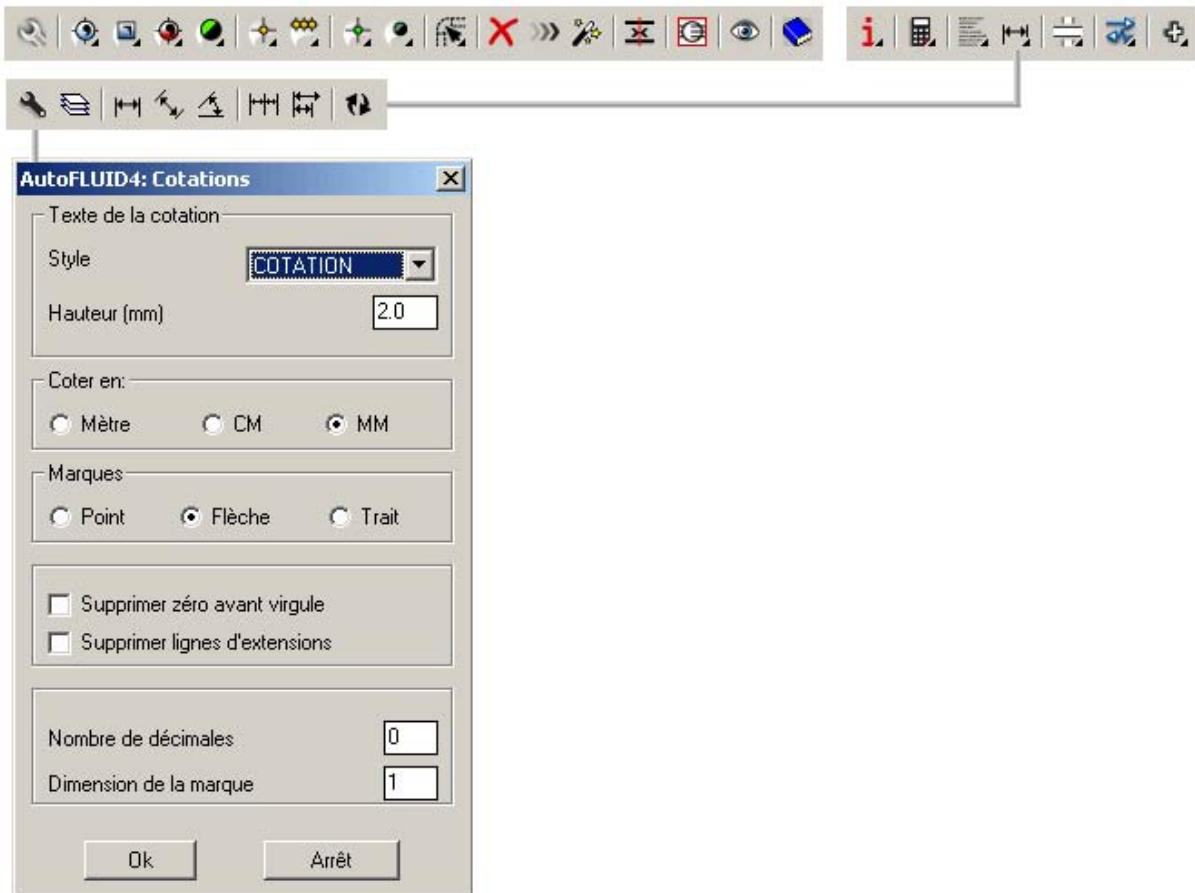 AutoFLUID4: Cotations
Texte de la cotation
Style COTATION
Hauteur (mm) 2.0
Coter en:
Mètre CM MM
Marques
Point Flèche Trait
Supprimer zéro avant virgule
Supprimer lignes d'extensions
Nombre de décimales 0
Dimension de la marque 1
Ok Arrêt